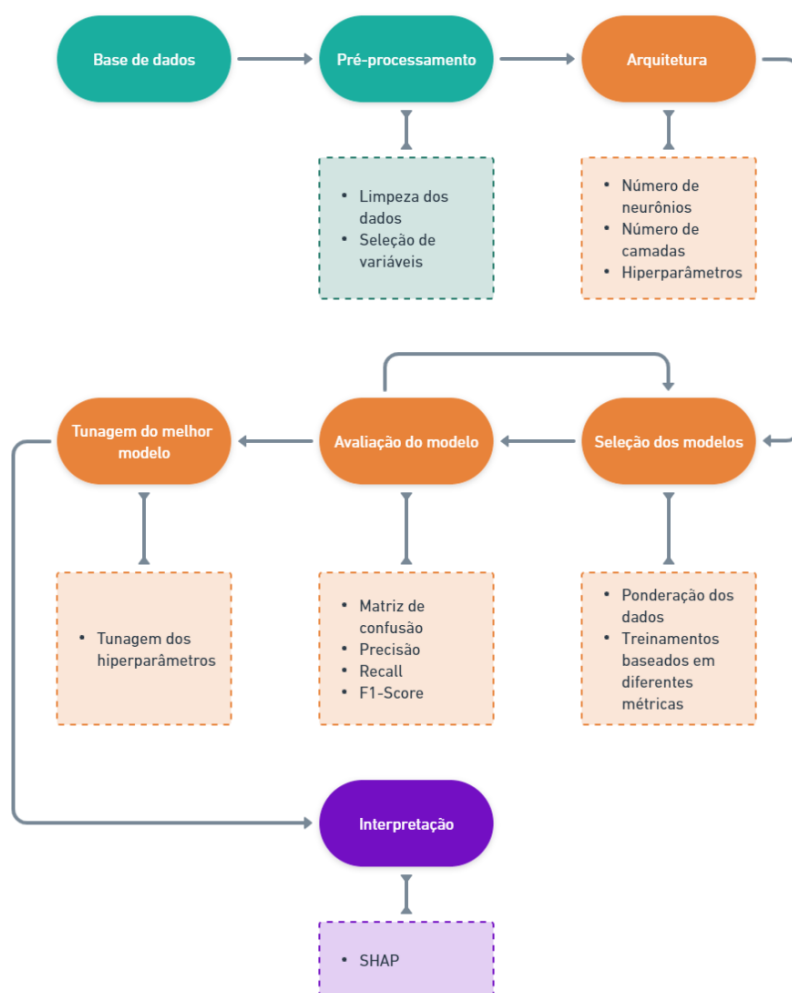 Base de dados
Pré-processamento
Arquitetura
• Limpeza dos
dados
• Seleção de
variáveis
• Número de
neurônios
• Número de
camadas
• Hiperparâmetros
Tunagem do melhor
modelo
Avaliação do modelo
Seleção dos modelos
• Tunagem dos
hiperparâmetros
• Matriz de
confusão
• Precisão
• Recall
• F1-Score
• Ponderação dos
dados
• Treinamentos
baseados em
diferentes
métricas
Interpretação
• SHAP